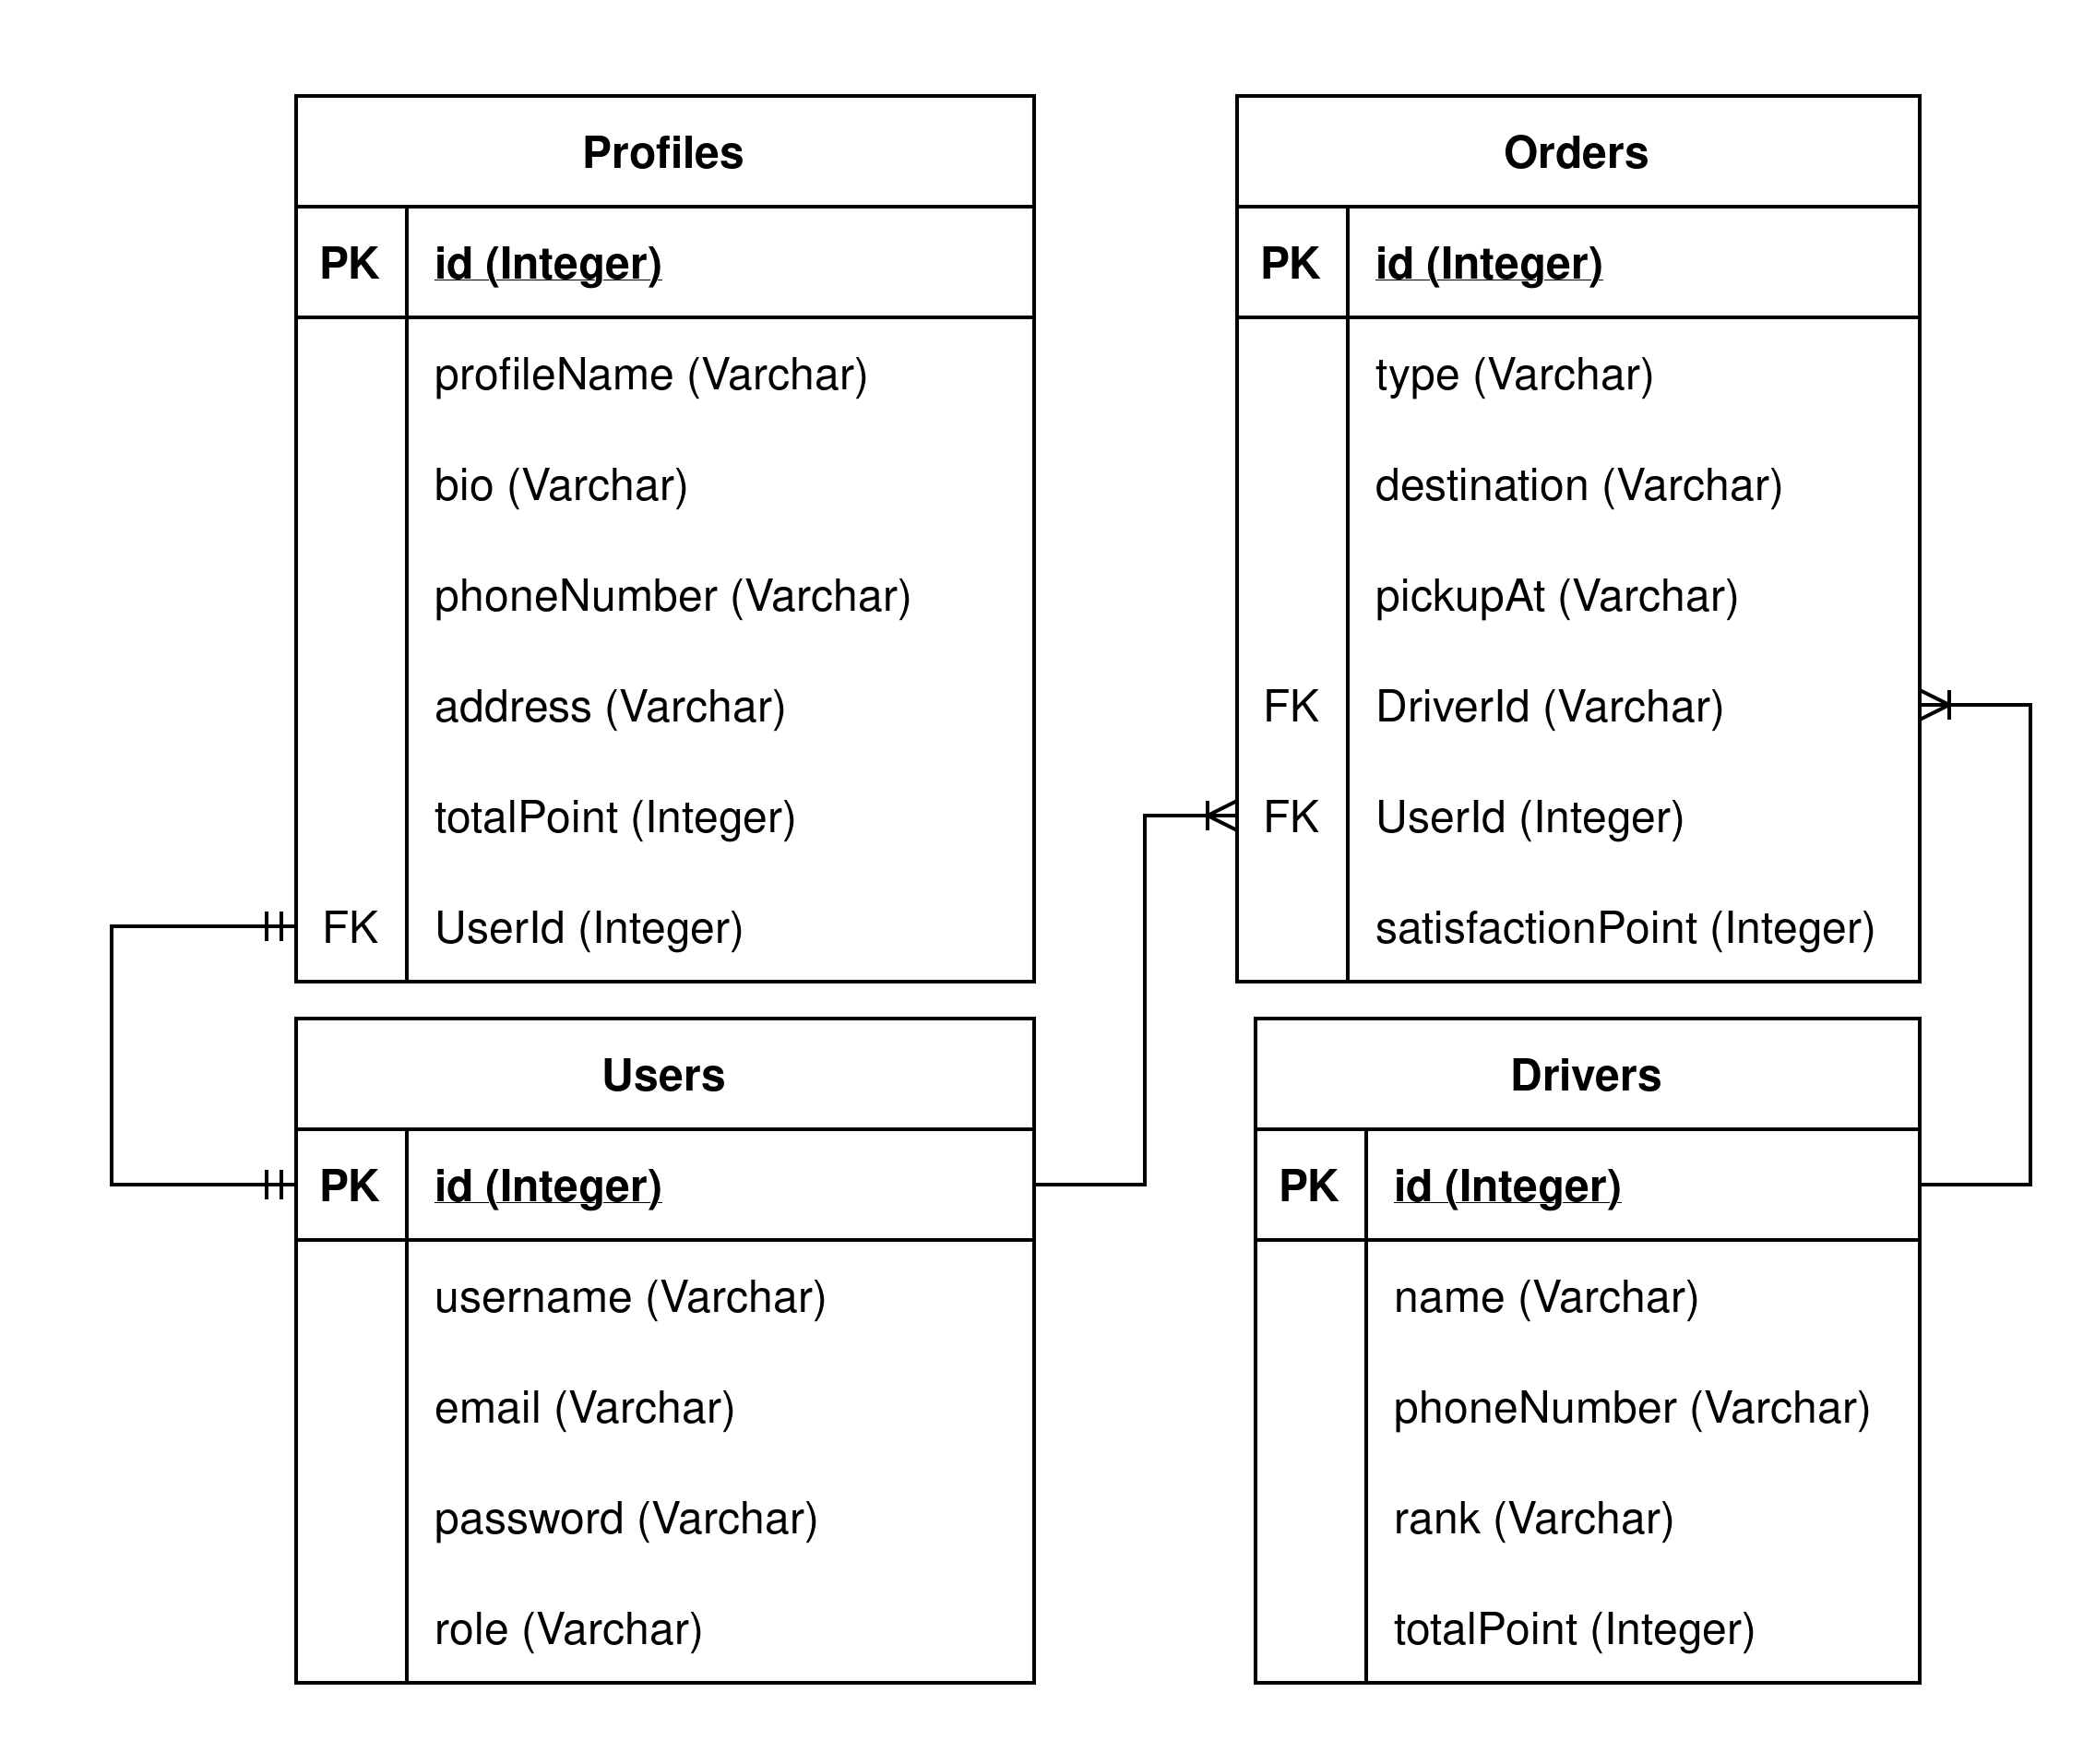 Profiles
PK id (Integer)
profileName (Varchar)
bio (Varchar)
phoneNumber (Varchar)
address (Varchar)
totalPoint (Integer)
FK UserId (Integer)
Orders
PK id (Integer)
type (Varchar)
destination (Varchar)
pickupAt (Varchar)
FK DriverId (Varchar)
FK UserId (Integer)
satisfactionPoint (Integer)
Users
PK id (Integer)
username (Varchar)
email (Varchar)
password (Varchar)
role (Varchar)
Drivers
PK id (Integer)
name (Varchar)
phoneNumber (Varchar)
rank (Varchar)
totalPoint (Integer)